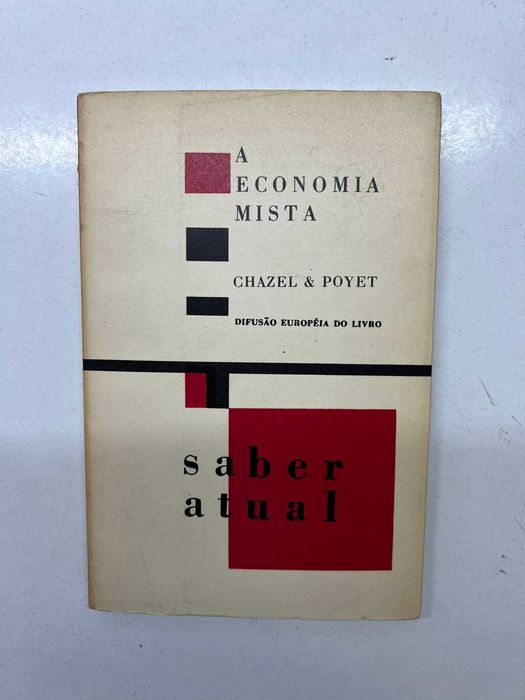 A
ECONOMIA
MISTA
CHAZEL & POYET
DIFUSÃO EUROPÉIA DO LIVRO
saber
atual